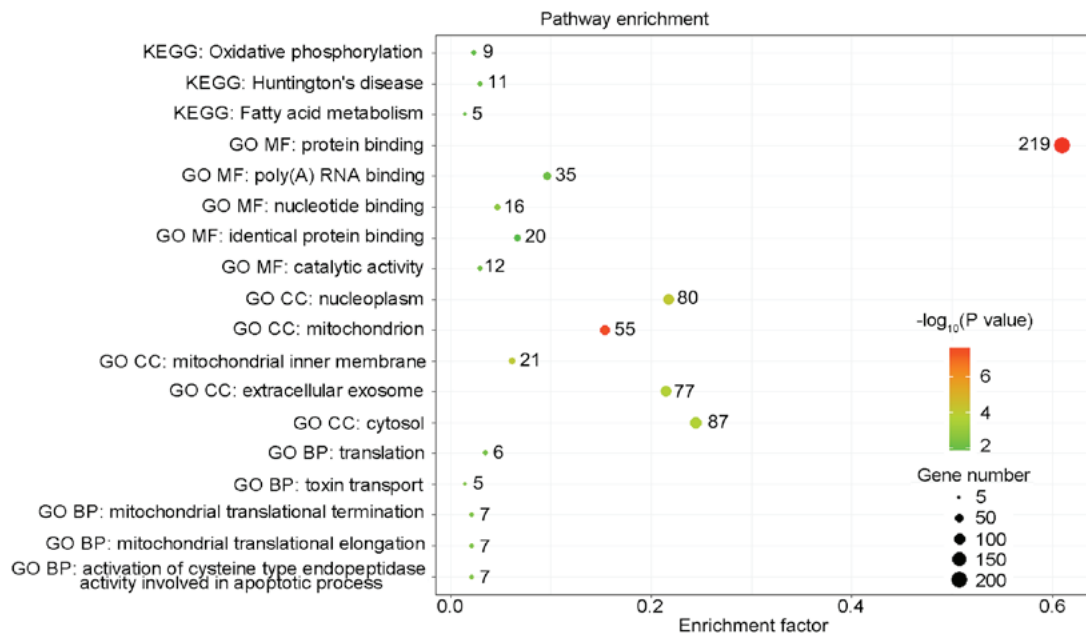 Pathway enrichment
KEGG: Oxidative phosphorylation 9
KEGG: Huntington's disease 11
KEGG: Fatty acid metabolism 5
GO MF: protein binding 219
GO MF: poly(A) RNA binding 35
GO MF: nucleotide binding 16
GO MF: identical protein binding 20
GO MF: catalytic activity 12
GO CC: nucleoplasm 80
GO CC: mitochondrion 55
GO CC: mitochondrial inner membrane 21
GO CC: extracellular exosome 77
GO CC: cytosol 87
GO BP: translation 6
GO BP: toxin transport 5
GO BP: mitochondrial translational termination 7
GO BP: mitochondrial translational elongation 7
GO BP: activation of cysteine type endopeptidase
activity involved in apoptotic process 7
-log10(P value)
6
4
2
Gene number
5
50
100
150
200
0.0 0.2 0.4 0.6
Enrichment factor